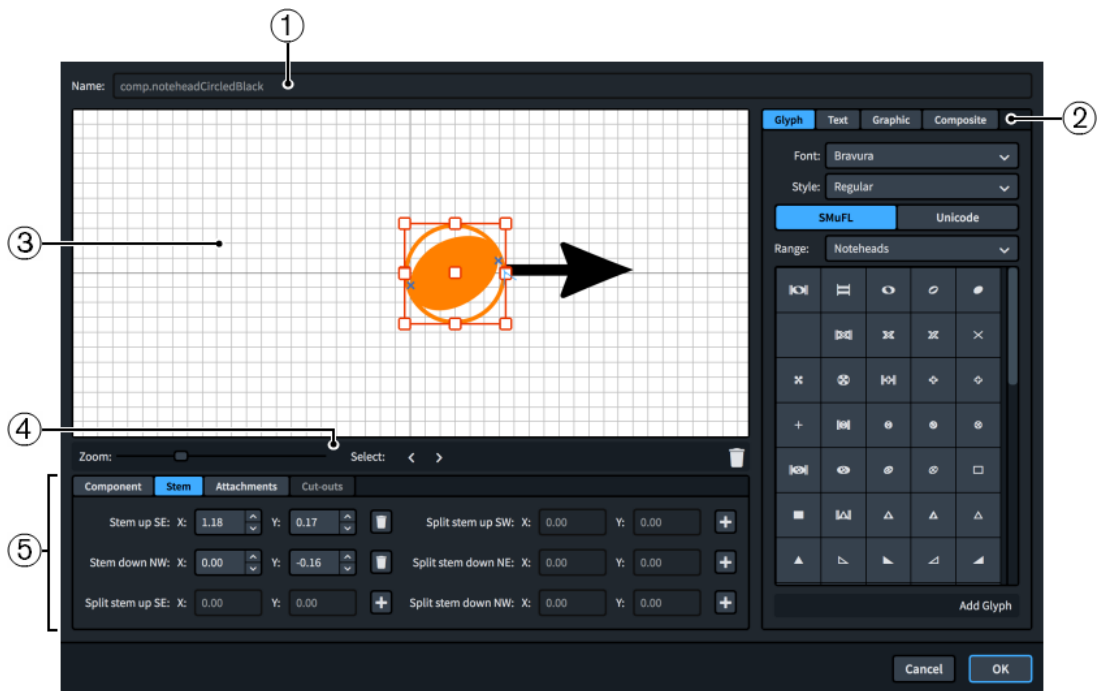 1
Name: comp.noteheadCircledBlack
Glyph Text Graphic Composite
2
Font: Bravura
Style: Regular
SMuFL Unicode
3
Range: Noteheads
4
Zoom: Select: < >
Component Stem Attachments Cut-outs
Stem up SE: X: 1.18 Y: 0.17 Split stem up SW: X: 0.00 Y: 0.00 +
5
Stem down NW: X: 0.00 Y: -0.16 Split stem down NE: X: 0.00 Y: 0.00 +
Split stem up SE: X: 0.00 Y: 0.00 + Split stem down NW: X: 0.00 Y: 0.00 +
Add Glyph
Cancel OK